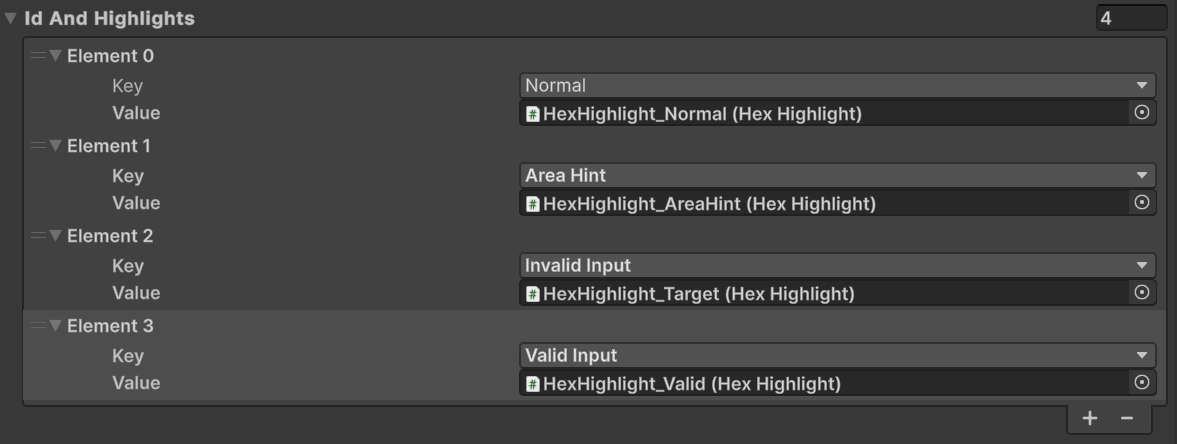 Id And Highlights 4
Element 0
Key Normal
Value # HexHighlight_Normal (Hex Highlight)
Element 1
Key Area Hint
Value # HexHighlight_AreaHint (Hex Highlight)
Element 2
Key Invalid Input
Value # HexHighlight_Target (Hex Highlight)
Element 3
Key Valid Input
Value # HexHighlight_Valid (Hex Highlight)
+ −